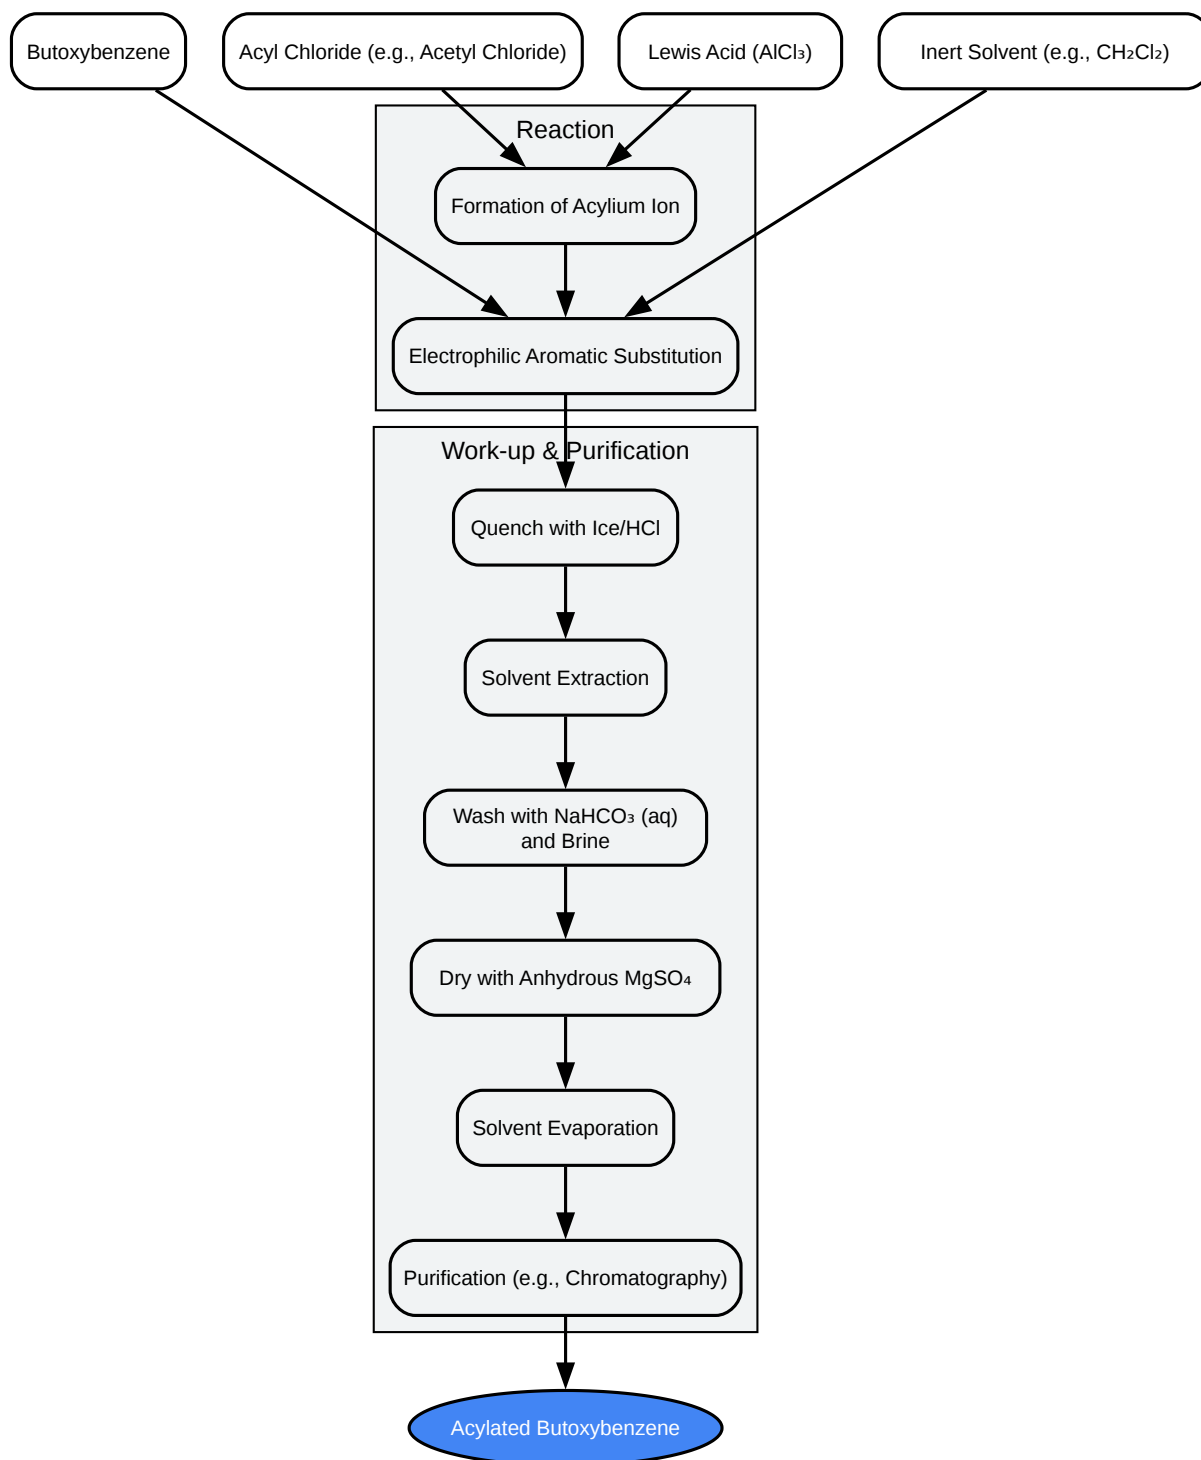 Butoxybenzene
Acyl Chloride (e.g., Acetyl Chloride)
Lewis Acid (AlCl₃)
Inert Solvent (e.g., CH₂Cl₂)
Reaction
Formation of Acylium Ion
Electrophilic Aromatic Substitution
Work-up & Purification
Quench with Ice/HCl
Solvent Extraction
Wash with NaHCO₃ (aq)
and Brine
Dry with Anhydrous MgSO₄
Solvent Evaporation
Purification (e.g., Chromatography)
Acylated Butoxybenzene